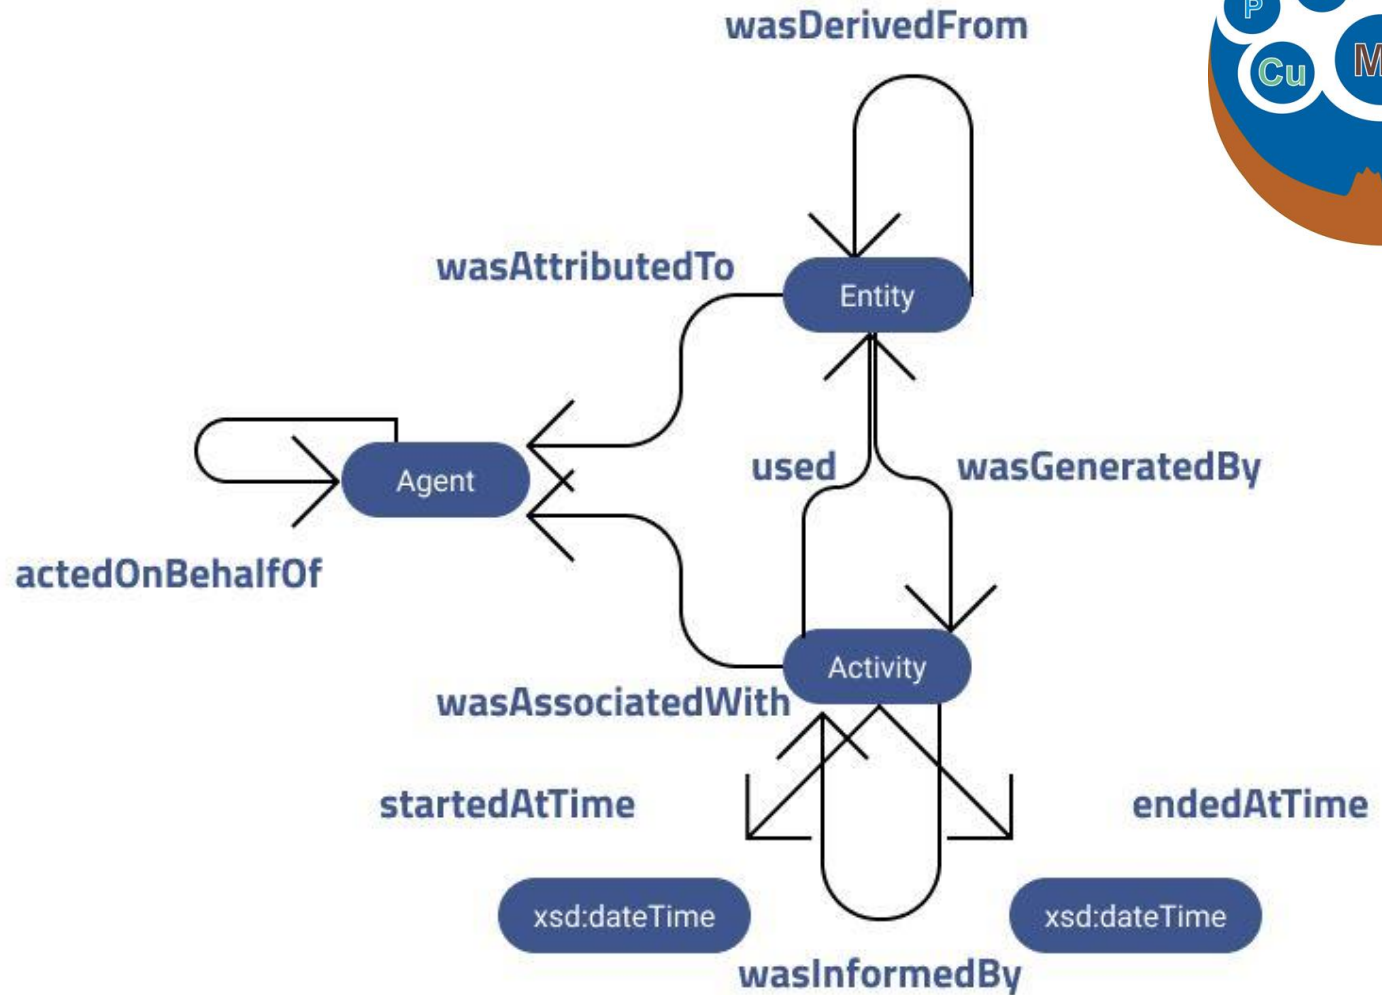 wasDerivedFrom
P
Cu
wasAttributedTo
Entity
Agent
used
wasGeneratedBy
actedOnBehalfOf
Activity
wasAssociatedWith
startedAtTime
endedAtTime
xsd:dateTime
xsd:dateTime
wasInformedBy